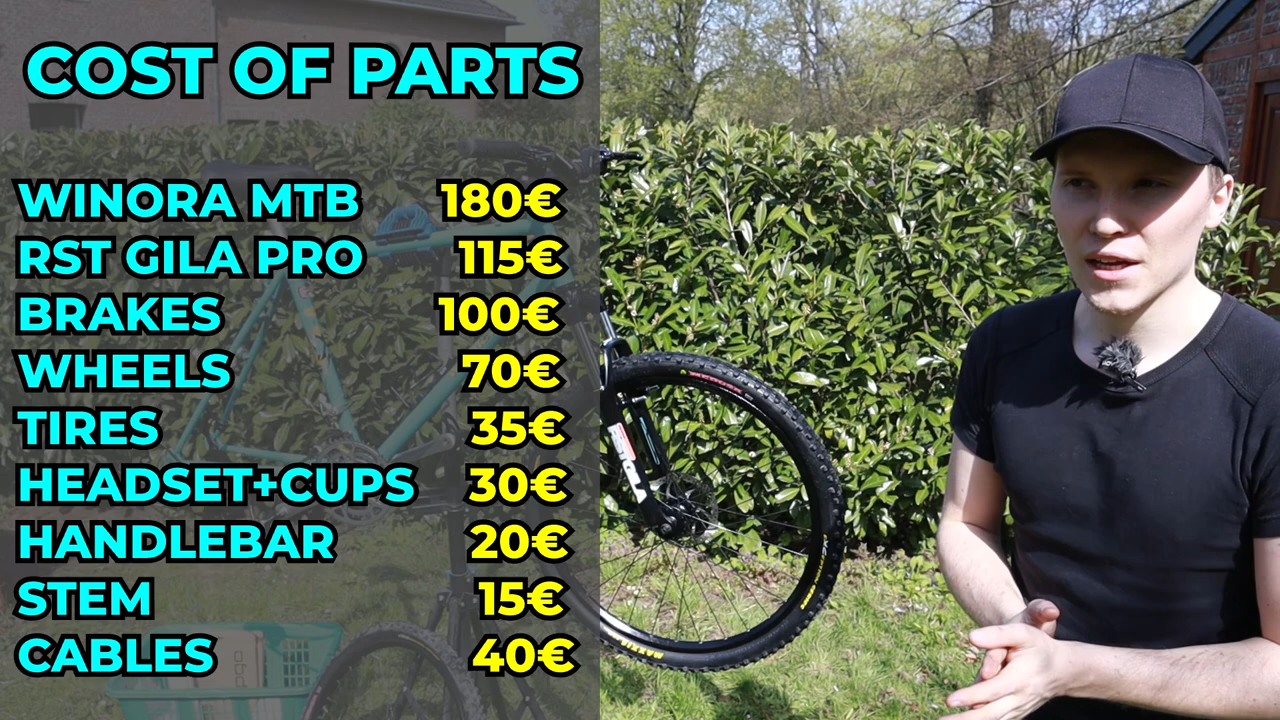 COST OF PARTS
WINORA MTB 180€
RST GILA PRO 115€
BRAKES 100€
WHEELS 70€
TIRES 35€
HEADSET+CUPS 30€
HANDLEBAR 20€
STEM 15€
CABLES 40€